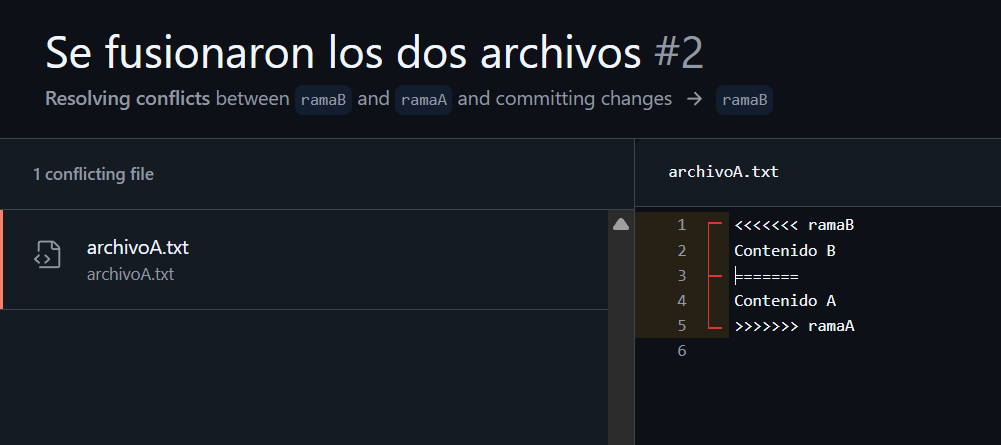 Se fusionaron los dos archivos #2
Resolving conflicts between ramaB and ramaA and committing changes → ramaB
1 conflicting file
archivoA.txt
archivoA.txt
archivoA.txt
1 <<<<<<< ramaB
2 Contenido B
3 =======
4 Contenido A
5 >>>>>>> ramaA
6